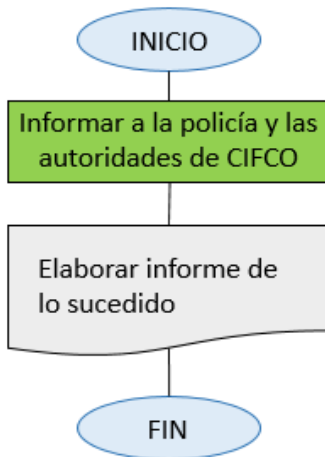 INICIO
Informar a la policía y las
autoridades de CIFCO
Elaborar informe de
lo sucedido
FIN